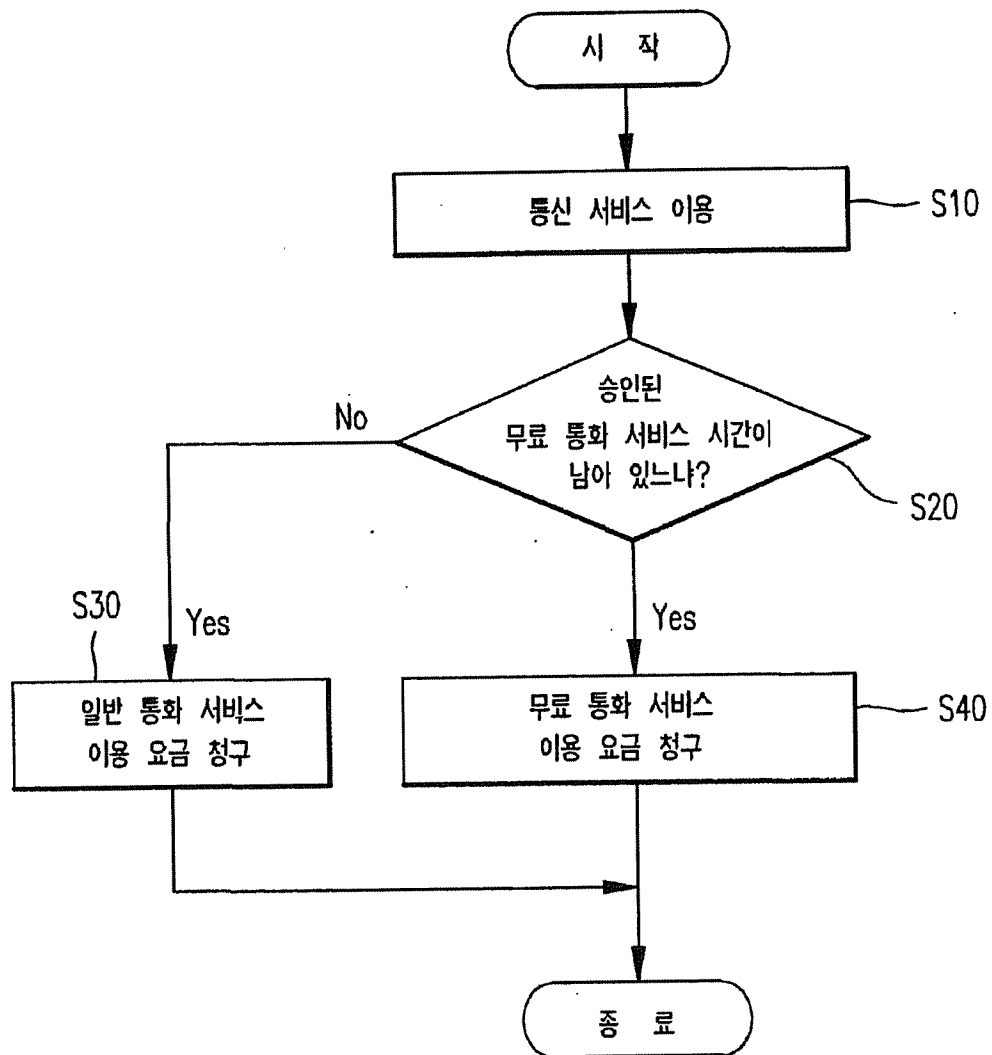 시 작
통신 서비스 이용
S10
승인된
무료 통화 서비스 시간이
남아 있느냐?
S20
No
Yes
S30
일반 통화 서비스
이용 요금 청구
Yes
무료 통화 서비스
이용 요금 청구
S40
종 료